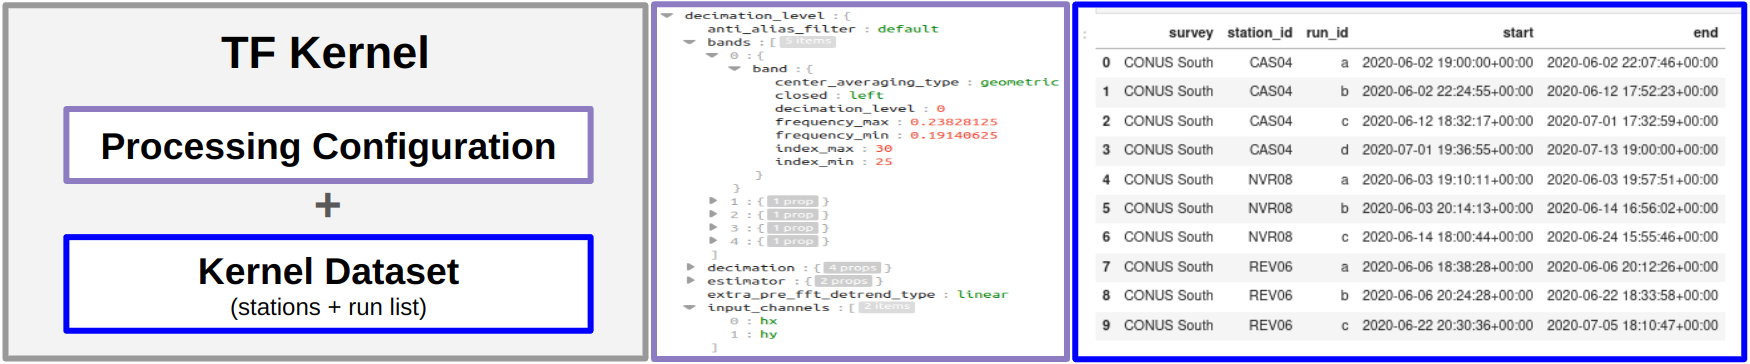 TF Kernel
Processing Configuration
+
Kernel Dataset
(stations + run list)
decimation_level : {
anti_alias_filter : default
bands : [ 5 items
0 : {
band : {
center_averaging_type : geometric
closed : left
decimation_level : 0
frequency_max : 0.23828125
frequency_min : 0.19140625
index_max : 30
index_min : 25
}
}
1 : { 1 prop }
2 : { 1 prop }
3 : { 1 prop }
4 : { 1 prop }
]
decimation : { 4 props }
estimator : { 2 props }
extra_pre_fft_detrend_type : linear
input_channels : [ 2 items
0 : hx
1 : hy
]
: survey station_id run_id start end
0 CONUS South CAS04 a 2020-06-02 19:00:00+00:00 2020-06-02 22:07:46+00:00
1 CONUS South CAS04 b 2020-06-02 22:24:55+00:00 2020-06-12 17:52:23+00:00
2 CONUS South CAS04 c 2020-06-12 18:32:17+00:00 2020-07-01 17:32:59+00:00
3 CONUS South CAS04 d 2020-07-01 19:36:55+00:00 2020-07-13 19:00:00+00:00
4 CONUS South NVR08 a 2020-06-03 19:10:11+00:00 2020-06-03 19:57:51+00:00
5 CONUS South NVR08 b 2020-06-03 20:14:13+00:00 2020-06-14 16:56:02+00:00
6 CONUS South NVR08 c 2020-06-14 18:00:44+00:00 2020-06-24 15:55:46+00:00
7 CONUS South REV06 a 2020-06-06 18:38:28+00:00 2020-06-06 20:12:26+00:00
8 CONUS South REV06 b 2020-06-06 20:24:28+00:00 2020-06-22 18:33:58+00:00
9 CONUS South REV06 c 2020-06-22 20:30:36+00:00 2020-07-05 18:10:47+00:00